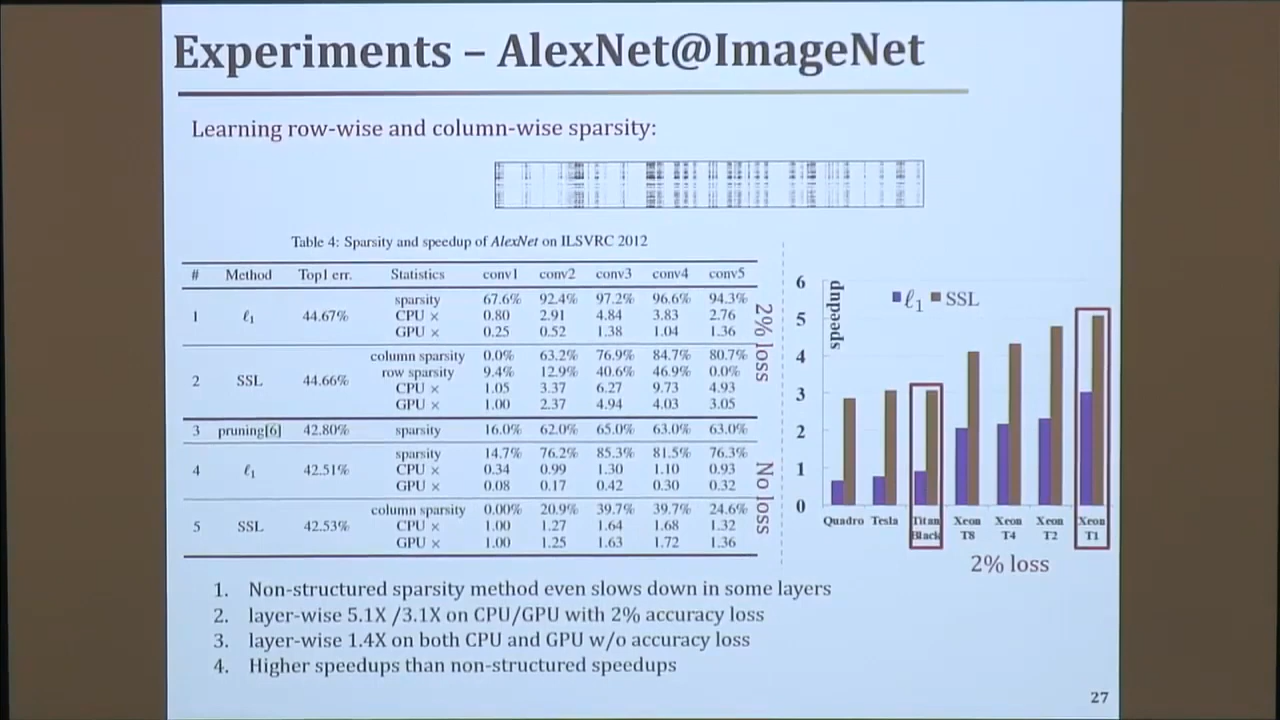 Experiments – AlexNet@ImageNet
Learning row-wise and column-wise sparsity:
Table 4: Sparsity and speedup of AlexNet on ILSVRC 2012
# Method Top1 err. Statistics conv1 conv2 conv3 conv4 conv5
sparsity 67.6% 92.4% 97.2% 96.6% 94.3%
1 ℓ1 44.67% CPU × 0.80 2.91 4.84 3.83 2.76
GPU × 0.25 0.52 1.38 1.04 1.36
column sparsity 0.0% 63.2% 76.9% 84.7% 80.7%
row sparsity 9.4% 12.9% 40.6% 46.9% 0.0%
2 SSL 44.66% CPU × 1.05 3.37 6.27 9.73 4.93
GPU × 1.00 2.37 4.94 4.03 3.05
3 pruning[6] 42.80% sparsity 16.0% 62.0% 65.0% 63.0% 63.0%
sparsity 14.7% 76.2% 85.3% 81.5% 76.3%
4 ℓ1 42.51% CPU × 0.34 0.99 1.30 1.10 0.93
GPU × 0.08 0.17 0.42 0.30 0.32
column sparsity 0.00% 20.9% 39.7% 39.7% 24.6%
5 SSL 42.53% CPU × 1.00 1.27 1.64 1.68 1.32
GPU × 1.00 1.25 1.63 1.72 1.36
2% loss
No loss
speedup
ℓ1 SSL
6
5
4
3
2
1
0
Quadro Tesla Titan Black Xeon T8 Xeon T4 Xeon T2 Xeon T1
2% loss
1. Non-structured sparsity method even slows down in some layers
2. layer-wise 5.1X /3.1X on CPU/GPU with 2% accuracy loss
3. layer-wise 1.4X on both CPU and GPU w/o accuracy loss
4. Higher speedups than non-structured speedups
27